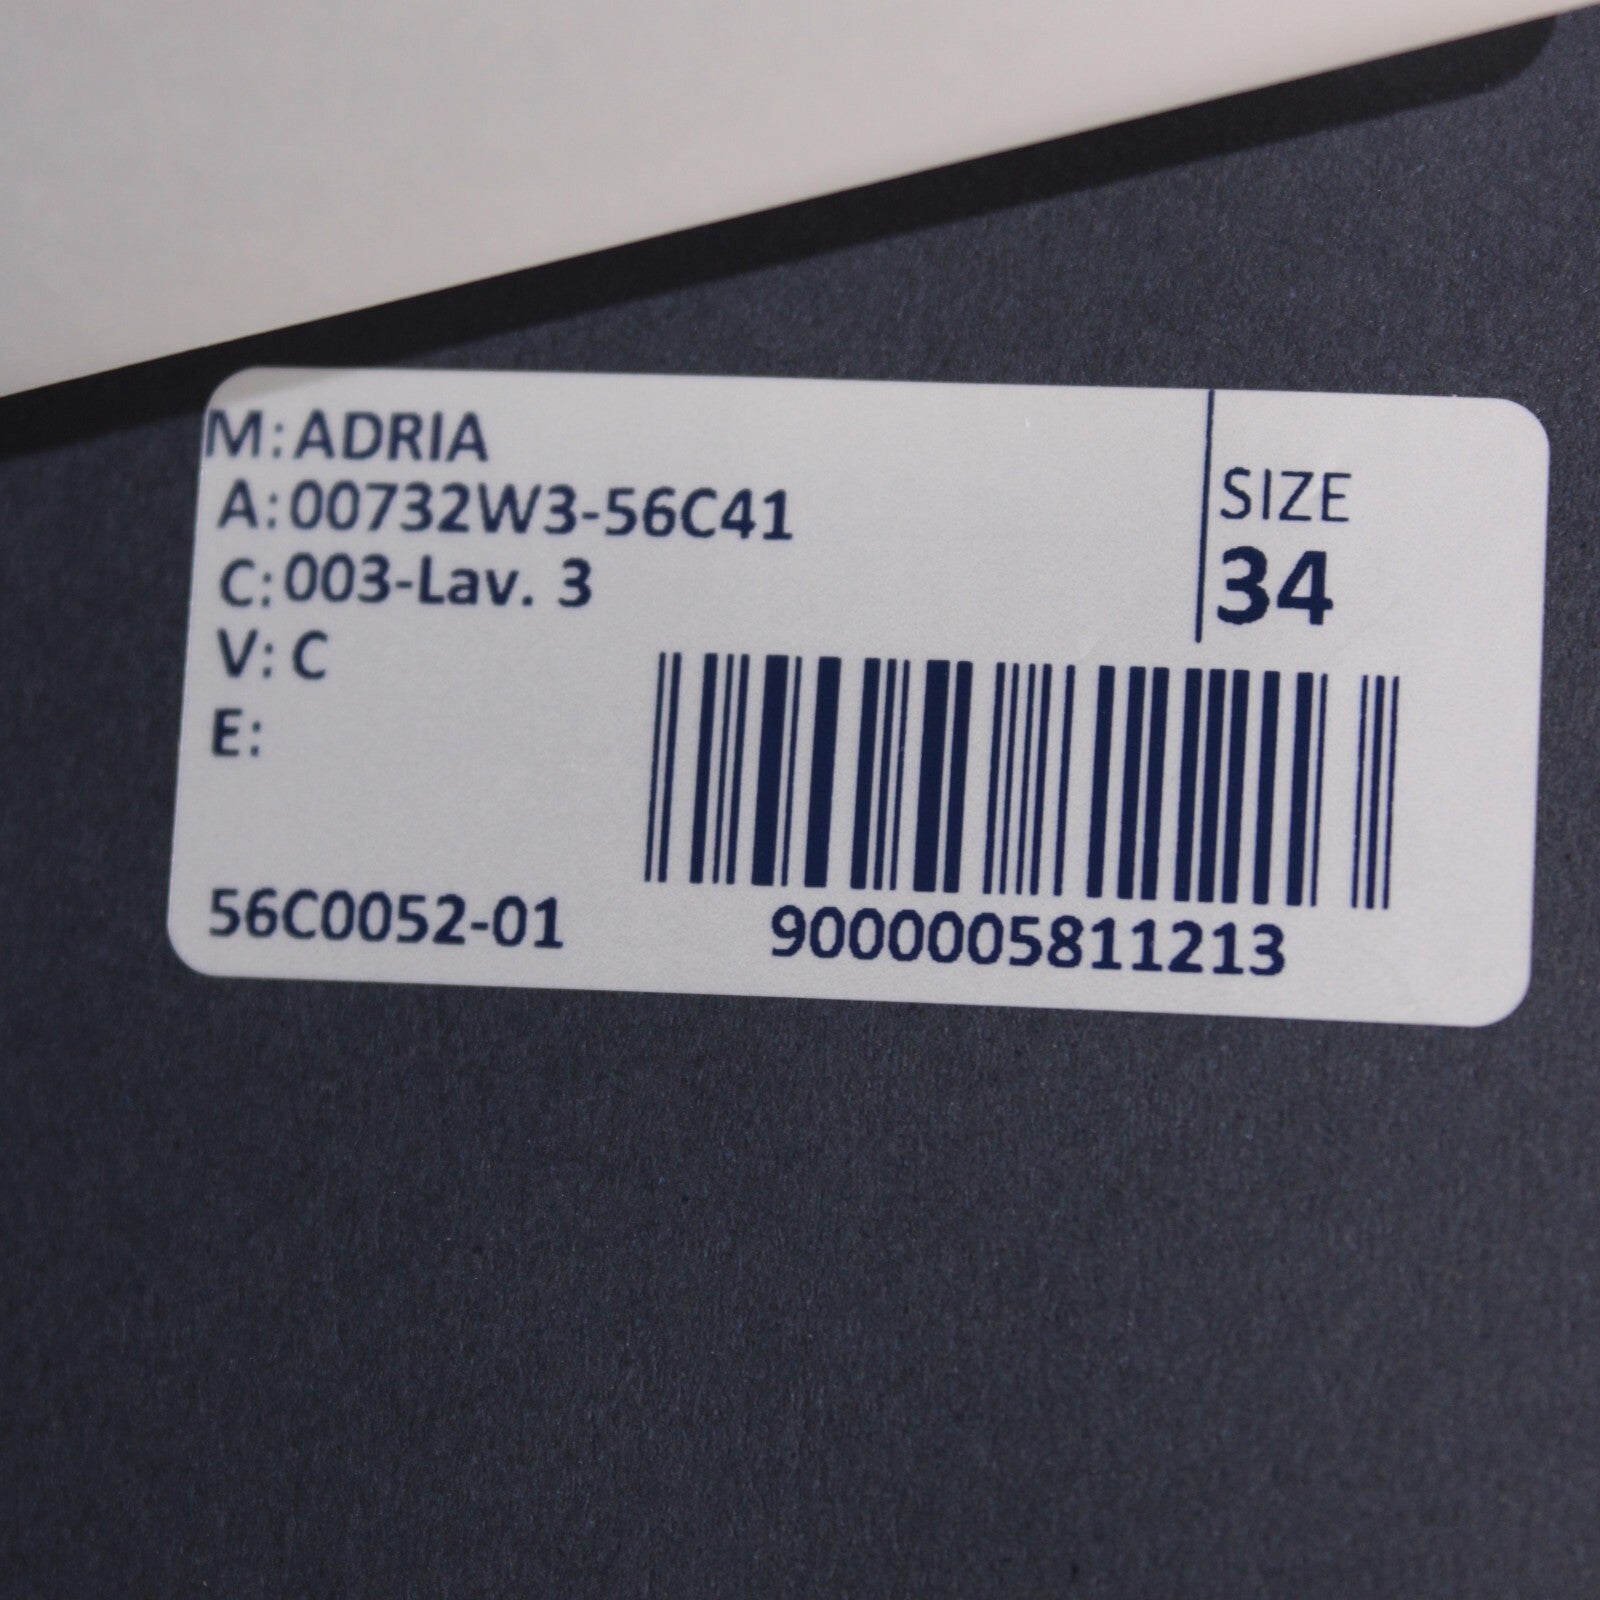 M: ADRIA
A: 00732W3-56C41
C: 003-Lav. 3
V: C
E:
SIZE
34
56C0052-01
9000005811213